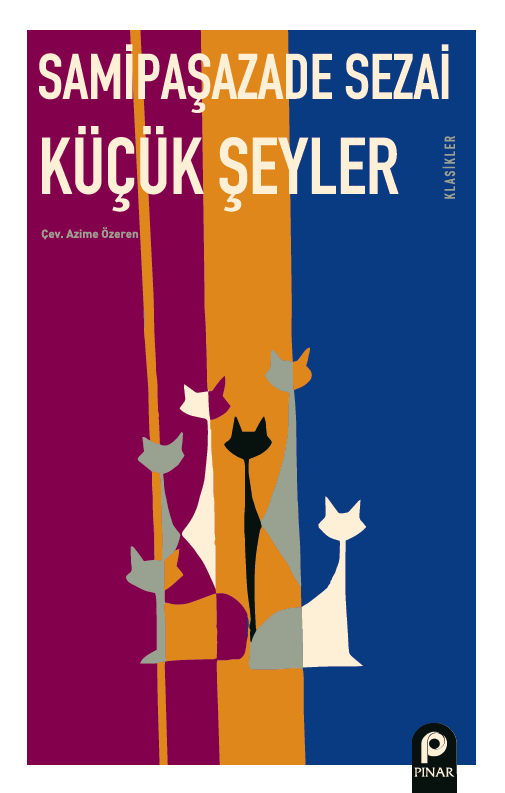 SAMİPAŞAZADE SEZAİ
KÜÇÜK ŞEYLER
KLASİKLER
Çev. Azime Özeren
PINAR